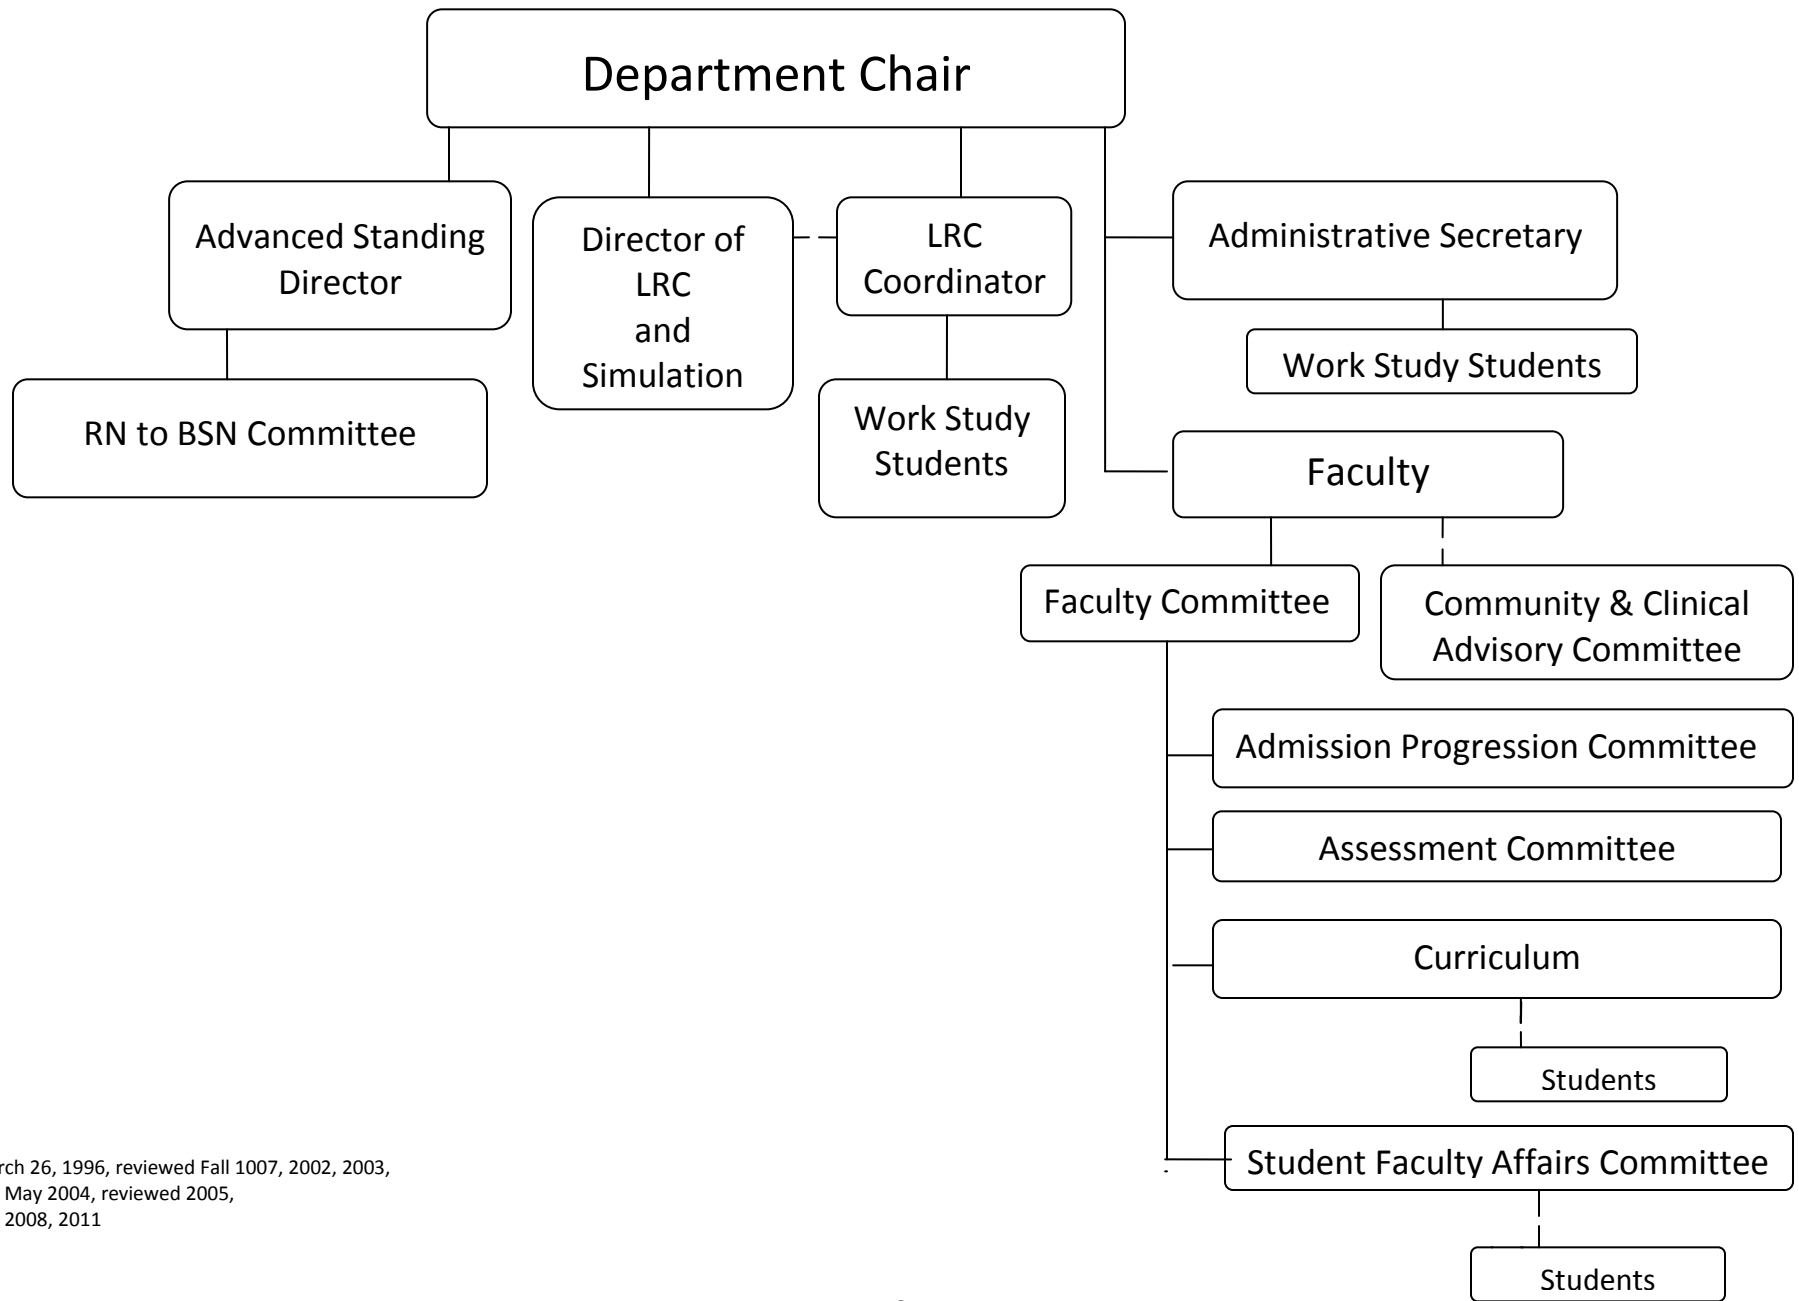 Department Chair
Advanced Standing
Director
Director of
LRC
and
Simulation
LRC
Coordinator
Administrative Secretary
Work Study Students
RN to BSN Committee
Work Study
Students
Faculty
Faculty Committee
Community & Clinical
Advisory Committee
Admission Progression Committee
Assessment Committee
Curriculum
Students
Student Faculty Affairs Committee
Students
rch 26, 1996, reviewed Fall 1007, 2002, 2003,
May 2004, reviewed 2005,
2008, 2011